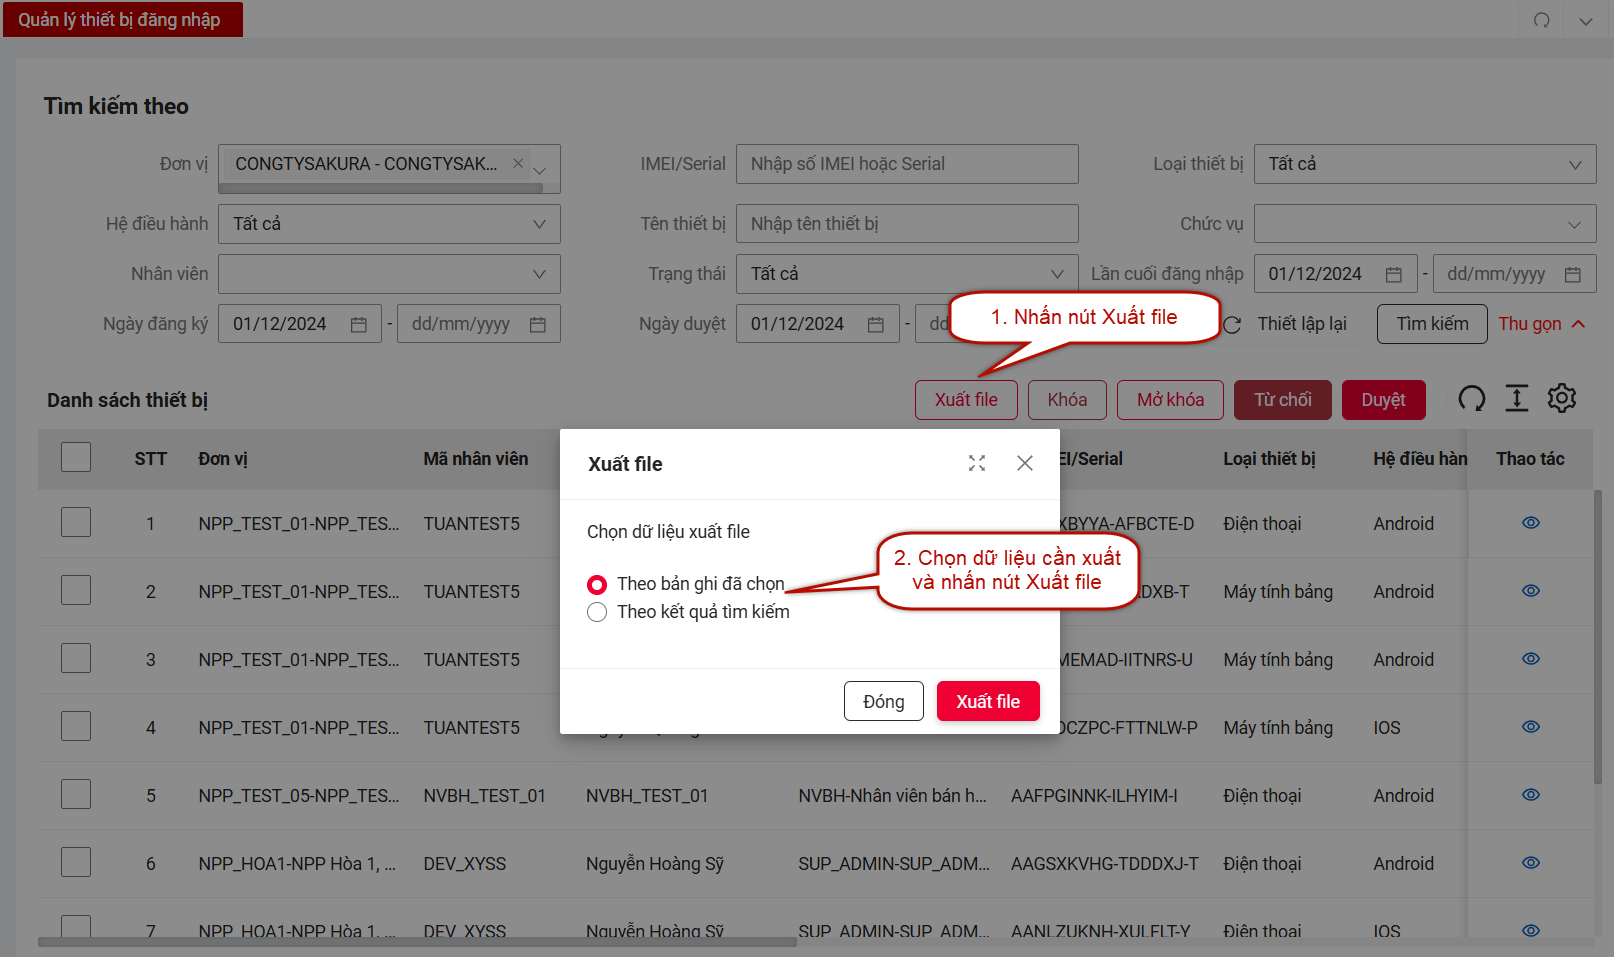 Quản lý thiết bị đăng nhập
Tìm kiếm theo
Đơn vị CONGTYSAKURA - CONGTYSAK... IMEI/Serial Nhập số IMEI hoặc Serial Loại thiết bị Tất cả
Hệ điều hành Tất cả Tên thiết bị Nhập tên thiết bị Chức vụ
Nhân viên Trạng thái Tất cả Lần cuối đăng nhập 01/12/2024 - dd/mm/yyyy
Ngày đăng ký 01/12/2024 - dd/mm/yyyy Ngày duyệt 01/12/2024 - dd Thiết lập lại Tìm kiếm Thu gọn
1. Nhấn nút Xuất file
Danh sách thiết bị Xuất file Khóa Mở khóa Từ chối Duyệt
STT Đơn vị Mã nhân viên EI/Serial Loại thiết bị Hệ điều hàn Thao tác
1 NPP_TEST_01-NPP_TES... TUANTEST5 XBYYA-AFBCTE-D Điện thoại Android
2 NPP_TEST_01-NPP_TES... TUANTEST5 DXB-T Máy tính bảng Android
3 NPP_TEST_01-NPP_TES... TUANTEST5 MEMAD-IITNRS-U Máy tính bảng Android
4 NPP_TEST_01-NPP_TES... TUANTEST5 CZPC-FTTNLW-P Máy tính bảng IOS
5 NPP_TEST_05-NPP_TES... NVBH_TEST_01 NVBH_TEST_01 NVBH-Nhân viên bán h... AAFPGINNK-ILHYIM-I Điện thoại Android
6 NPP_HOA1-NPP Hòa 1, ... DEV_XYSS Nguyễn Hoàng Sỹ SUP_ADMIN-SUP_ADM... AAGSXKVHG-TDDDXJ-T Điện thoại Android
7 NPP_HOA1-NPP Hòa 1, ... DEV_XYSS Nguyễn Hoàng Sỹ SUP_ADMIN-SUP_ADM... AANLZUKNH-XULFLT-Y Điện thoại IOS
Xuất file
Chọn dữ liệu xuất file
Theo bản ghi đã chọn
Theo kết quả tìm kiếm
2. Chọn dữ liệu cần xuất
và nhấn nút Xuất file
Đóng Xuất file